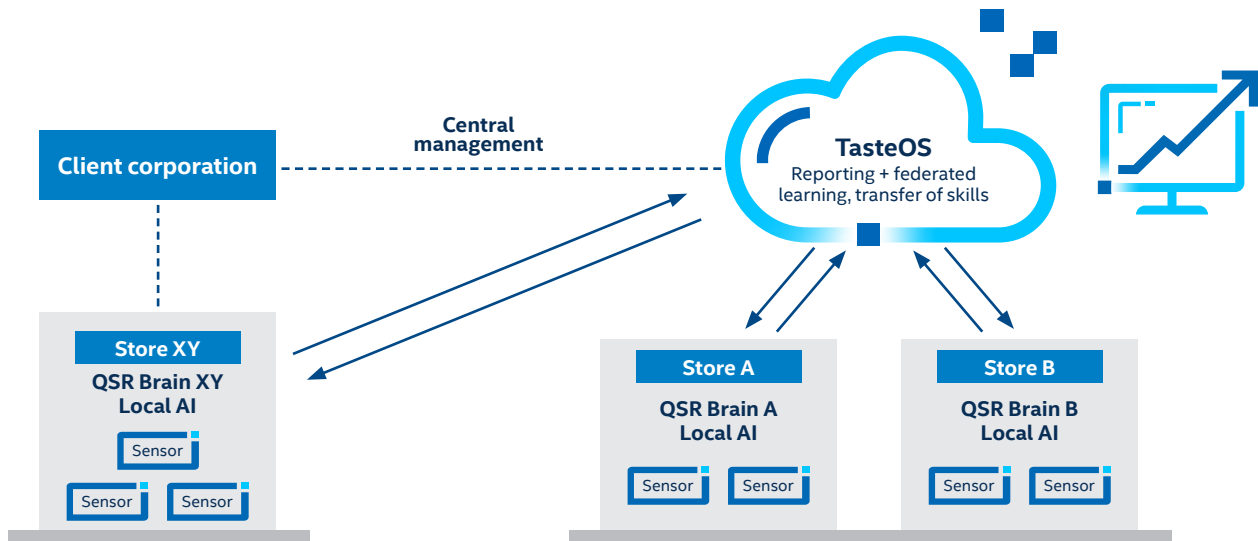 Central
management
Client corporation
TasteOS
Reporting + federated
learning, transfer of skills
Store XY
QSR Brain XY
Local AI
Sensor
Sensor
Sensor
Store A
QSR Brain A
Local AI
Sensor
Sensor
Store B
QSR Brain B
Local AI
Sensor
Sensor